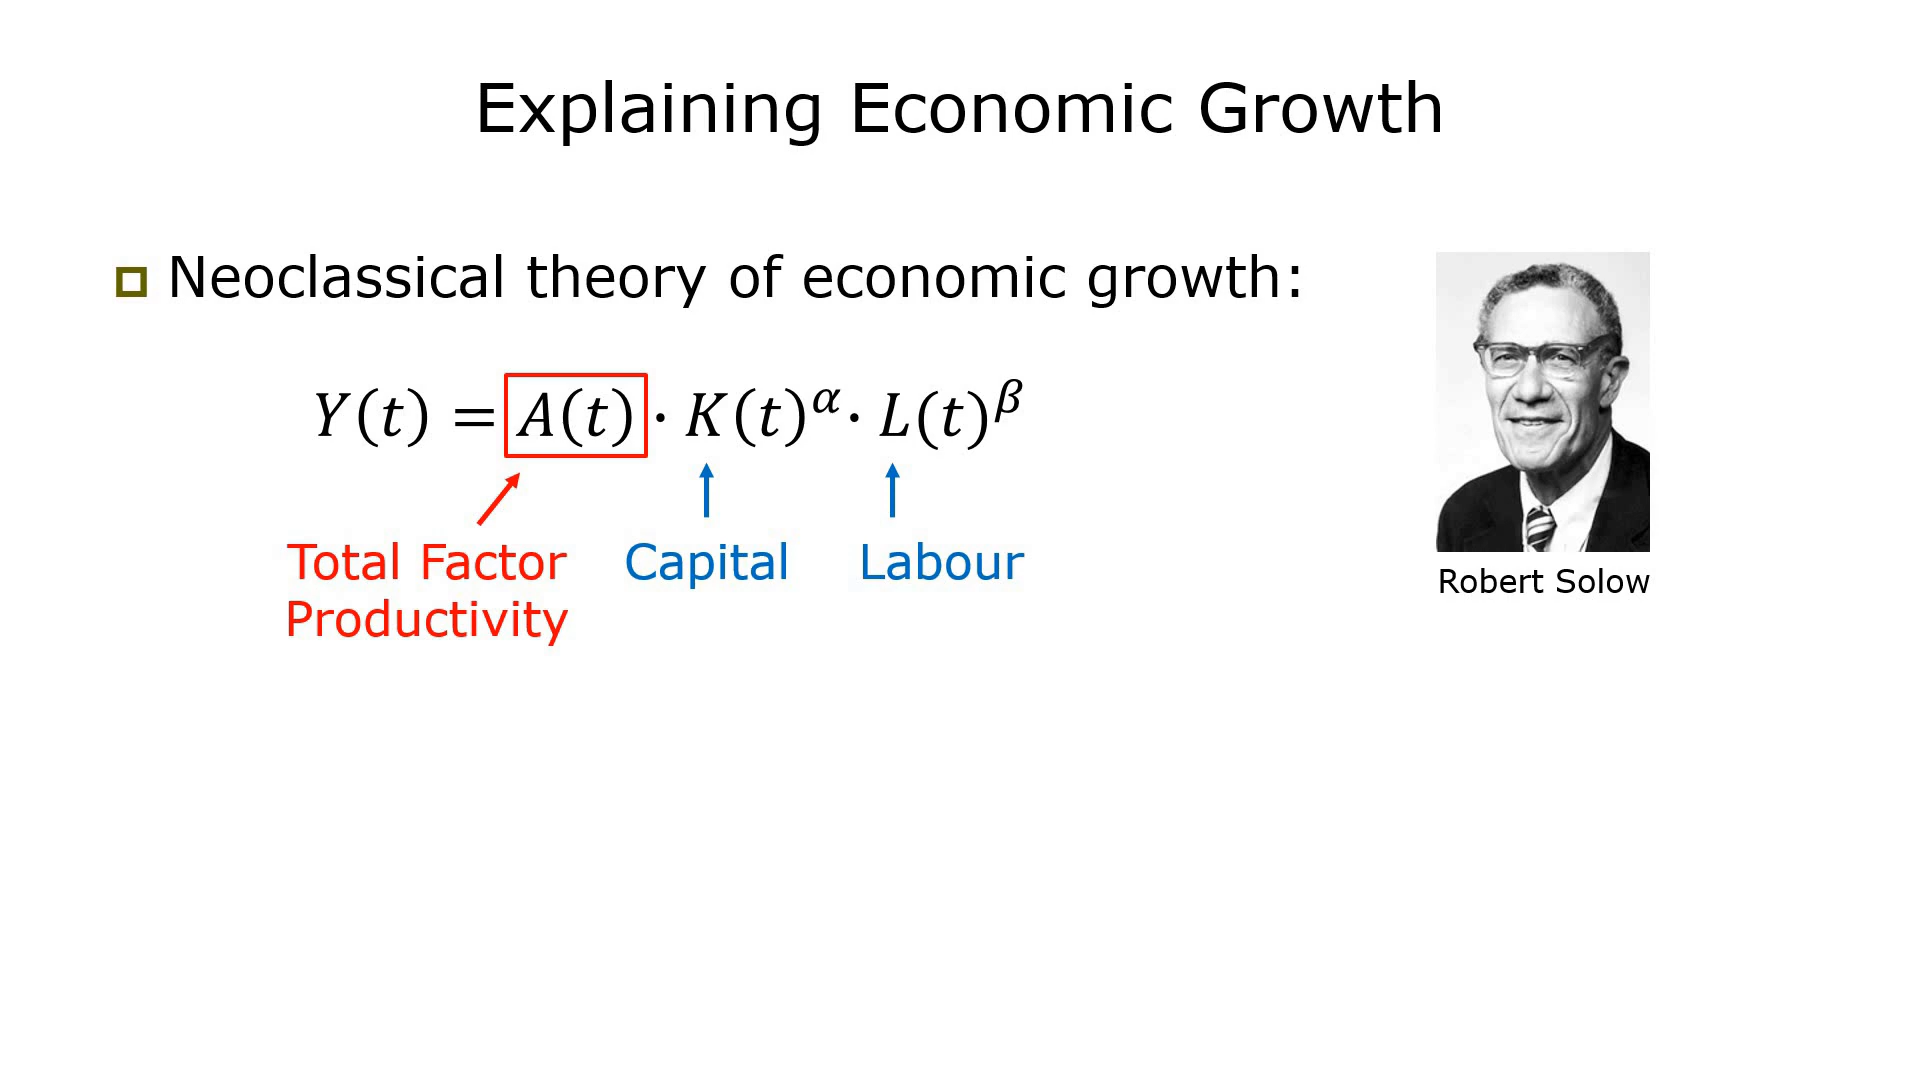 Explaining Economic Growth
Neoclassical theory of economic growth:
Y(t) = A(t) · K(t)^α · L(t)^β
Total Factor Productivity
Capital
Labour
Robert Solow